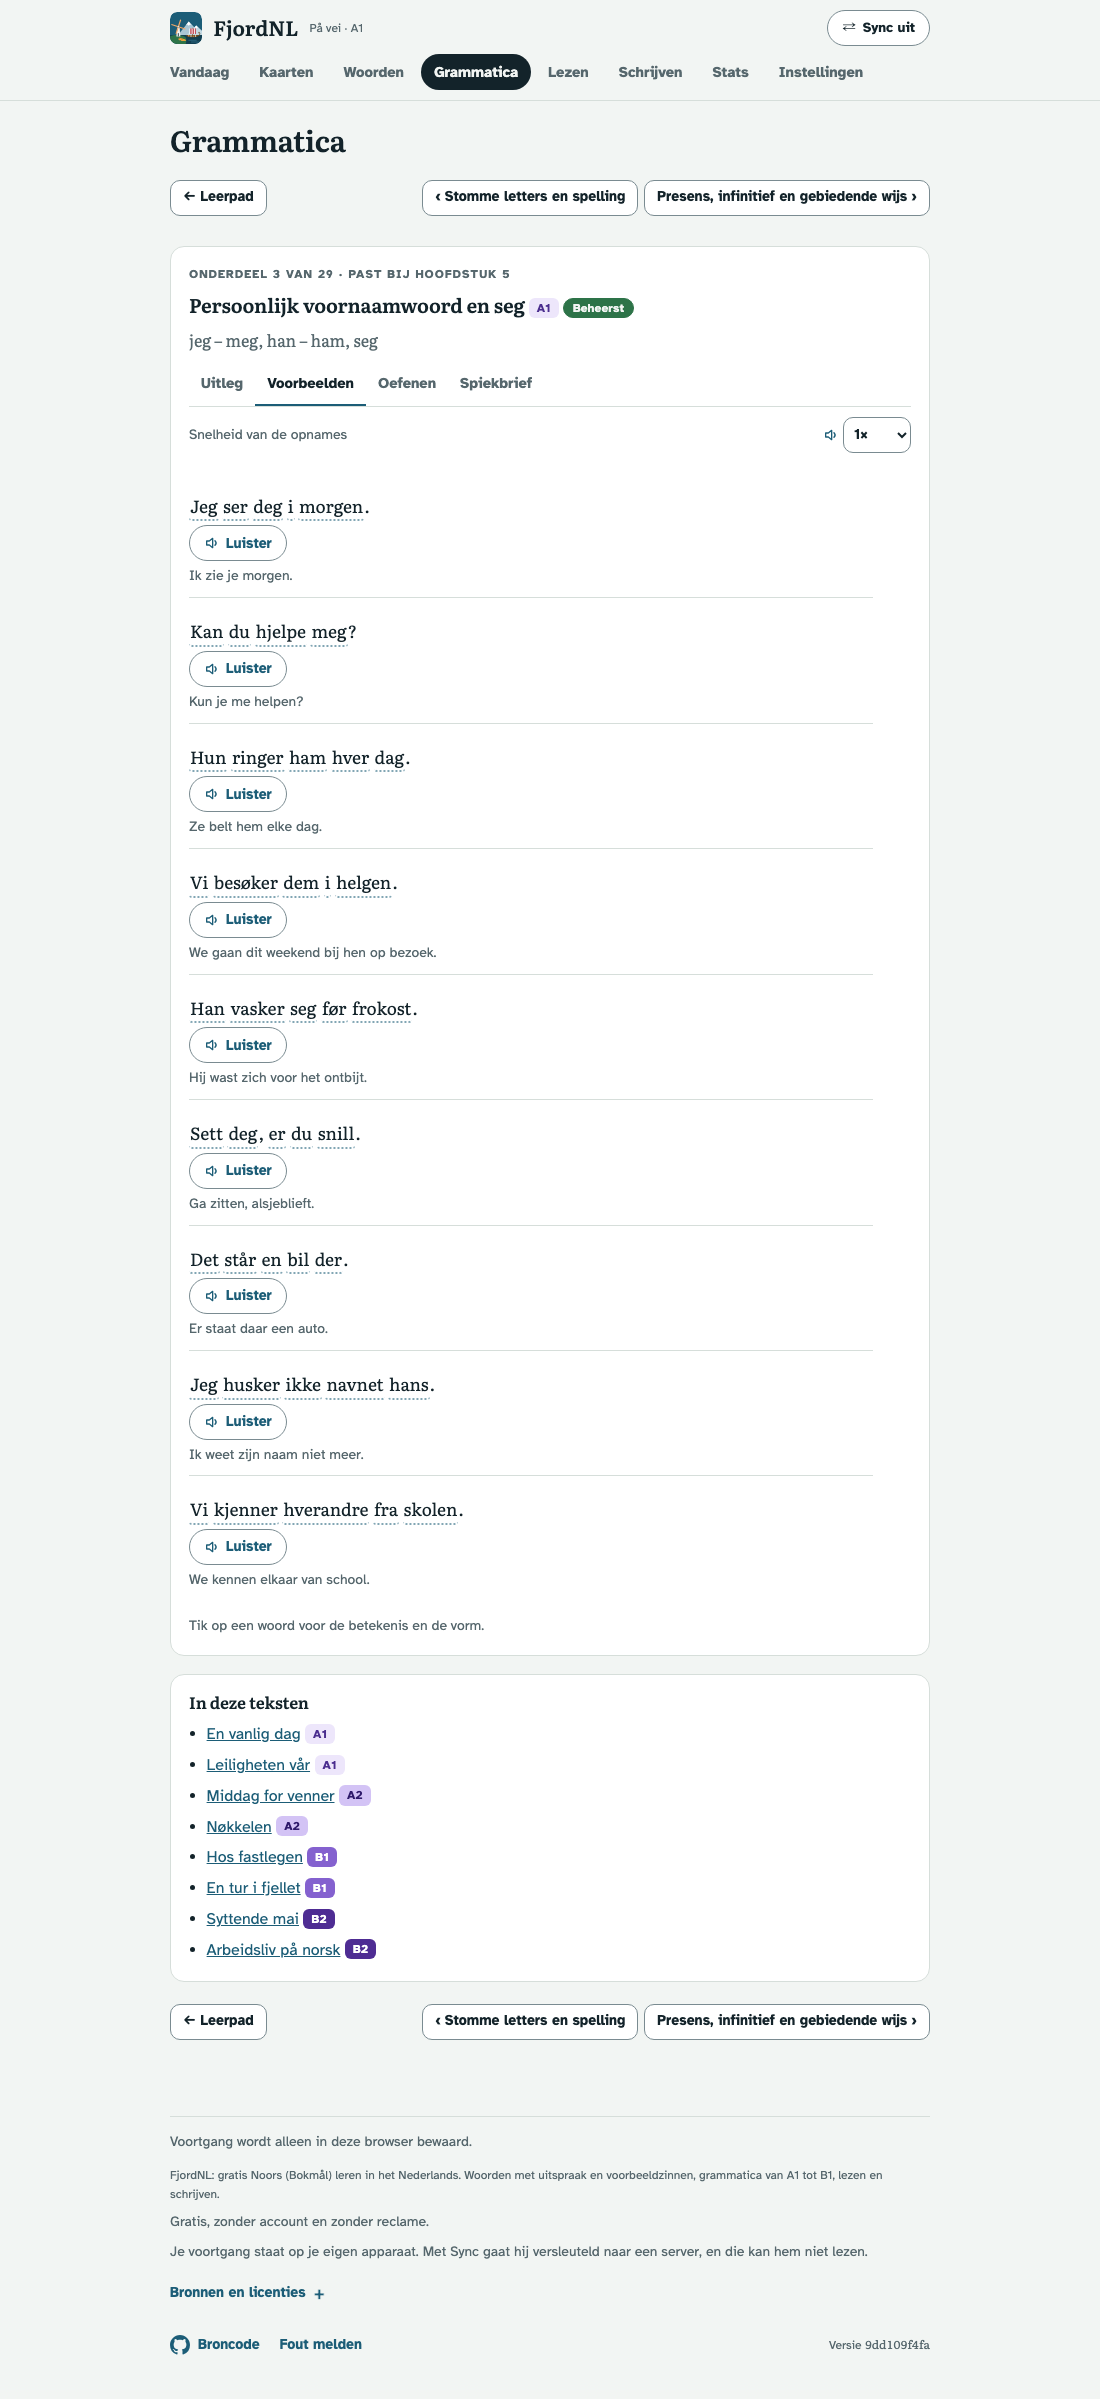 FjordNL På vei · A1
Sync uit
Vandaag Kaarten Woorden Grammatica Lezen Schrijven Stats Instellingen
Grammatica
← Leerpad
‹ Stomme letters en spelling
Presens, infinitief en gebiedende wijs ›
ONDERDEEL 3 VAN 29 · PAST BIJ HOOFDSTUK 5
Persoonlijk voornaamwoord en seg A1 Beheerst
jeg – meg, han – ham, seg
Uitleg Voorbeelden Oefenen Spiekbrief
Snelheid van de opnames
1×
Jeg ser deg i morgen.
Luister
Ik zie je morgen.
Kan du hjelpe meg?
Luister
Kun je me helpen?
Hun ringer ham hver dag.
Luister
Ze belt hem elke dag.
Vi besøker dem i helgen.
Luister
We gaan dit weekend bij hen op bezoek.
Han vasker seg før frokost.
Luister
Hij wast zich voor het ontbijt.
Sett deg, er du snill.
Luister
Ga zitten, alsjeblieft.
Det står en bil der.
Luister
Er staat daar een auto.
Jeg husker ikke navnet hans.
Luister
Ik weet zijn naam niet meer.
Vi kjenner hverandre fra skolen.
Luister
We kennen elkaar van school.
Tik op een woord voor de betekenis en de vorm.
In deze teksten
• En vanlig dag A1
• Leiligheten vår A1
• Middag for venner A2
• Nøkkelen A2
• Hos fastlegen B1
• En tur i fjellet B1
• Syttende mai B2
• Arbeidsliv på norsk B2
← Leerpad
‹ Stomme letters en spelling
Presens, infinitief en gebiedende wijs ›
Voortgang wordt alleen in deze browser bewaard.
FjordNL: gratis Noors (Bokmål) leren in het Nederlands. Woorden met uitspraak en voorbeeldzinnen, grammatica van A1 tot B1, lezen en
schrijven.
Gratis, zonder account en zonder reclame.
Je voortgang staat op je eigen apparaat. Met Sync gaat hij versleuteld naar een server, en die kan hem niet lezen.
Bronnen en licenties +
Broncode Fout melden
Versie 9dd109f4fa